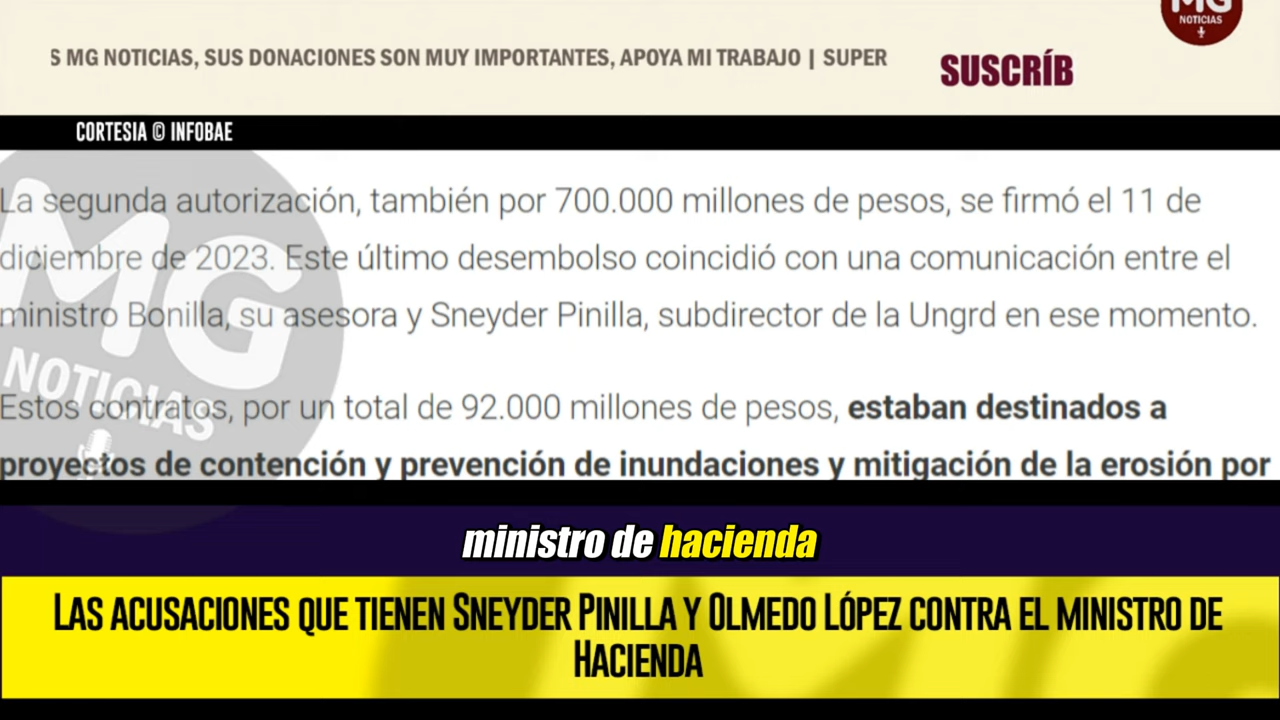 MG
NOTICIAS
S MG NOTICIAS, SUS DONACIONES SON MUY IMPORTANTES, APOYA MI TRABAJO | SUPER
SUSCRÍB
CORTESIA © INFOBAE
La segunda autorización, también por 700.000 millones de pesos, se firmó el 11 de
diciembre de 2023. Este último desembolso coincidió con una comunicación entre el
ministro Bonilla, su asesora y Sneyder Pinilla, subdirector de la Ungrd en ese momento.
MG
NOTICIAS
Estos contratos, por un total de 92.000 millones de pesos, estaban destinados a
proyectos de contención y prevención de inundaciones y mitigación de la erosión por
ministro de hacienda
LAS ACUSACIONES QUE TIENEN SNEYDER PINILLA Y OLMEDO LÓPEZ CONTRA EL MINISTRO DE
HACIENDA